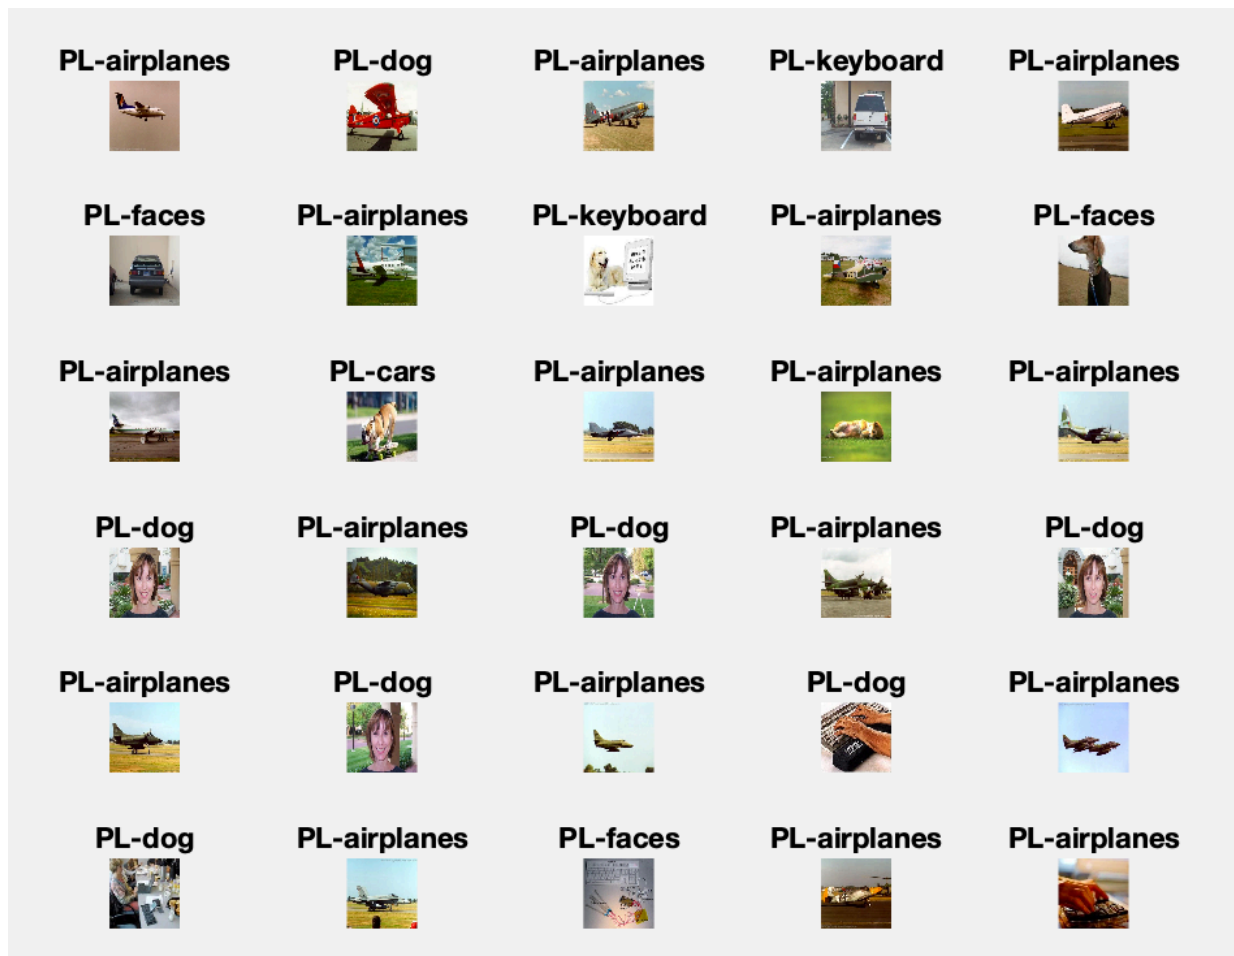 PL-airplanes PL-dog PL-airplanes PL-keyboard PL-airplanes
PL-faces PL-airplanes PL-keyboard PL-airplanes PL-faces
PL-airplanes PL-cars PL-airplanes PL-airplanes PL-airplanes
PL-dog PL-airplanes PL-dog PL-airplanes PL-dog
PL-airplanes PL-dog PL-airplanes PL-dog PL-airplanes
PL-dog PL-airplanes PL-faces PL-airplanes PL-airplanes